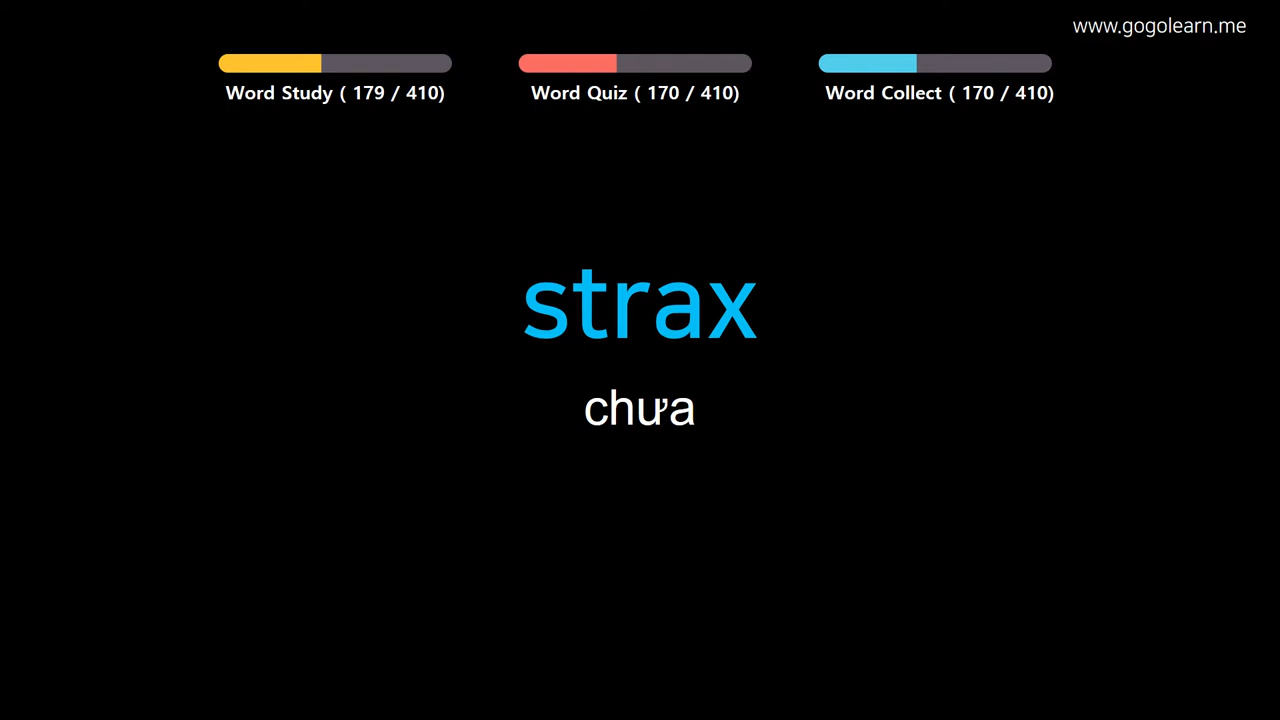 www.gogolearn.me
Word Study ( 179 / 410)
Word Quiz ( 170 / 410)
Word Collect ( 170 / 410)
strax
chưa